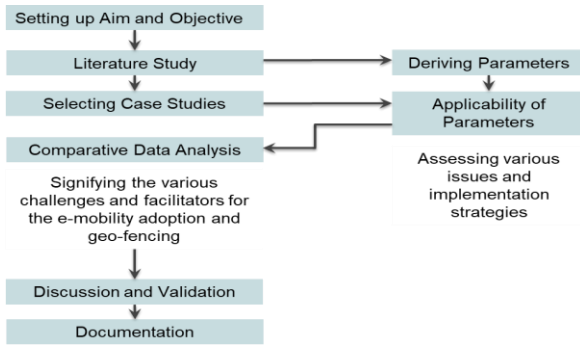 Setting up Aim and Objective
Literature Study
Deriving Parameters
Selecting Case Studies
Applicability of
Parameters
Comparative Data Analysis
Assessing various
issues and
implementation
strategies
Signifying the various
challenges and facilitators for
the e-mobility adoption and
geo-fencing
Discussion and Validation
Documentation